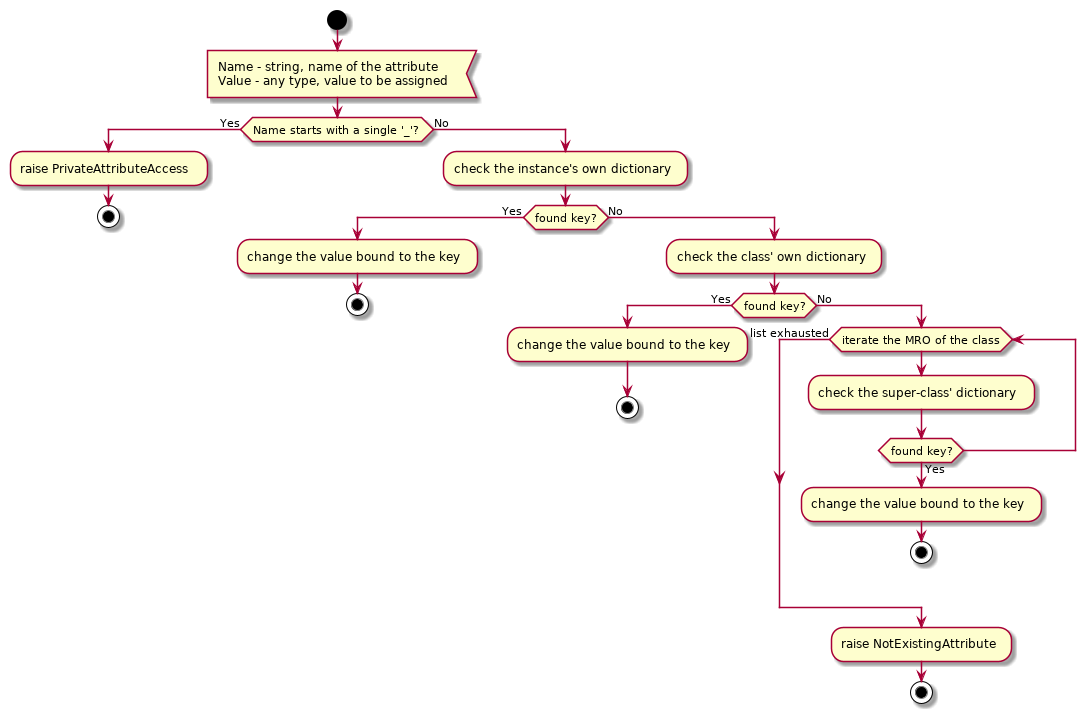 Name - string, name of the attribute
Value - any type, value to be assigned
Yes
Name starts with a single '_'?
No
raise PrivateAttributeAccess
check the instance's own dictionary
Yes
found key?
No
change the value bound to the key
check the class' own dictionary
Yes
found key?
No
change the value bound to the key
list exhausted
iterate the MRO of the class
check the super-class' dictionary
found key?
Yes
change the value bound to the key
raise NotExistingAttribute